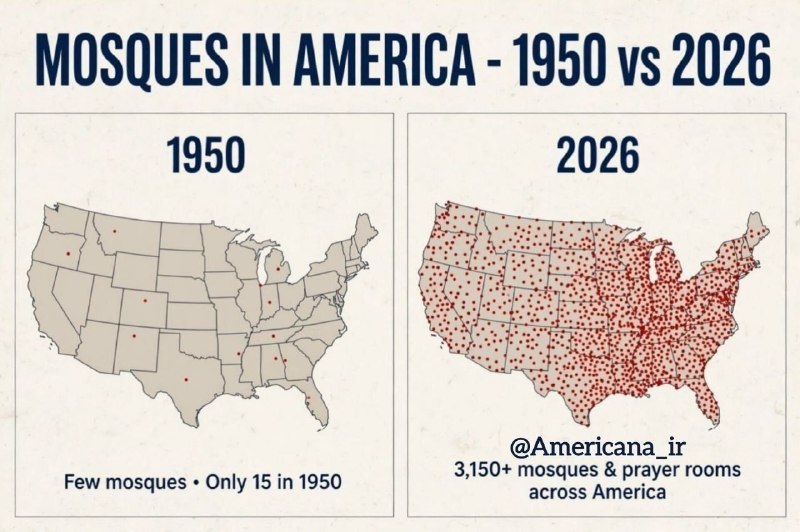 MOSQUES IN AMERICA - 1950 vs 2026
1950
Few mosques • Only 15 in 1950
2026
@Americana_ir
3,150+ mosques & prayer rooms
across America